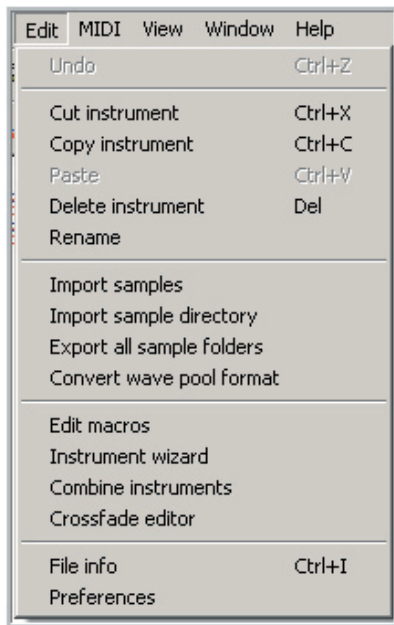 Edit MIDI View Window Help
Undo Ctrl+Z
Cut instrument Ctrl+X
Copy instrument Ctrl+C
Paste Ctrl+V
Delete instrument Del
Rename
Import samples
Import sample directory
Export all sample folders
Convert wave pool format
Edit macros
Instrument wizard
Combine instruments
Crossfade editor
File info Ctrl+I
Preferences